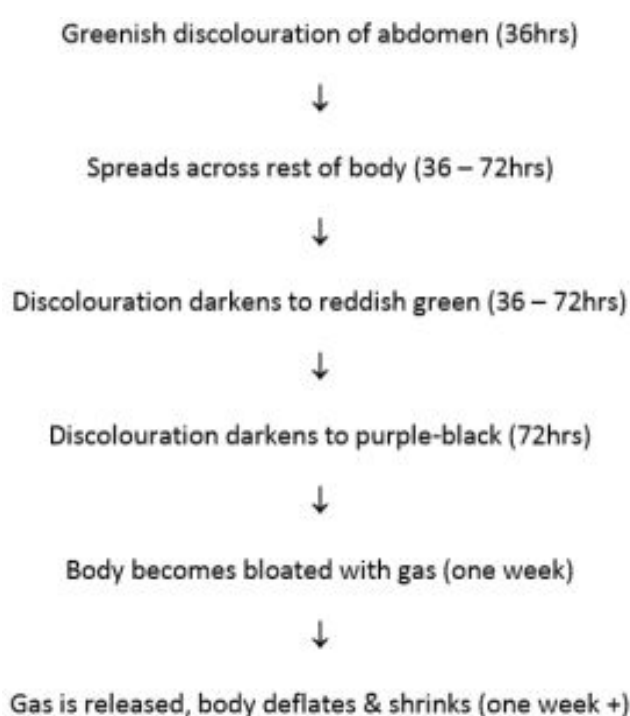 Greenish discolouration of abdomen (36hrs)
↓
Spreads across rest of body (36 – 72hrs)
↓
Discolouration darkens to reddish green (36 – 72hrs)
↓
Discolouration darkens to purple-black (72hrs)
↓
Body becomes bloated with gas (one week)
↓
Gas is released, body deflates & shrinks (one week +)